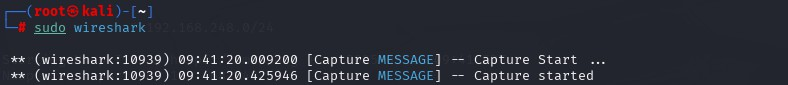 ┌──(root㉿kali)-[~]
└─# sudo wireshark 192.168.248.0/24
** (wireshark:10939) 09:41:20.009200 [Capture MESSAGE] -- Capture Start ...
** (wireshark:10939) 09:41:20.425946 [Capture MESSAGE] -- Capture started